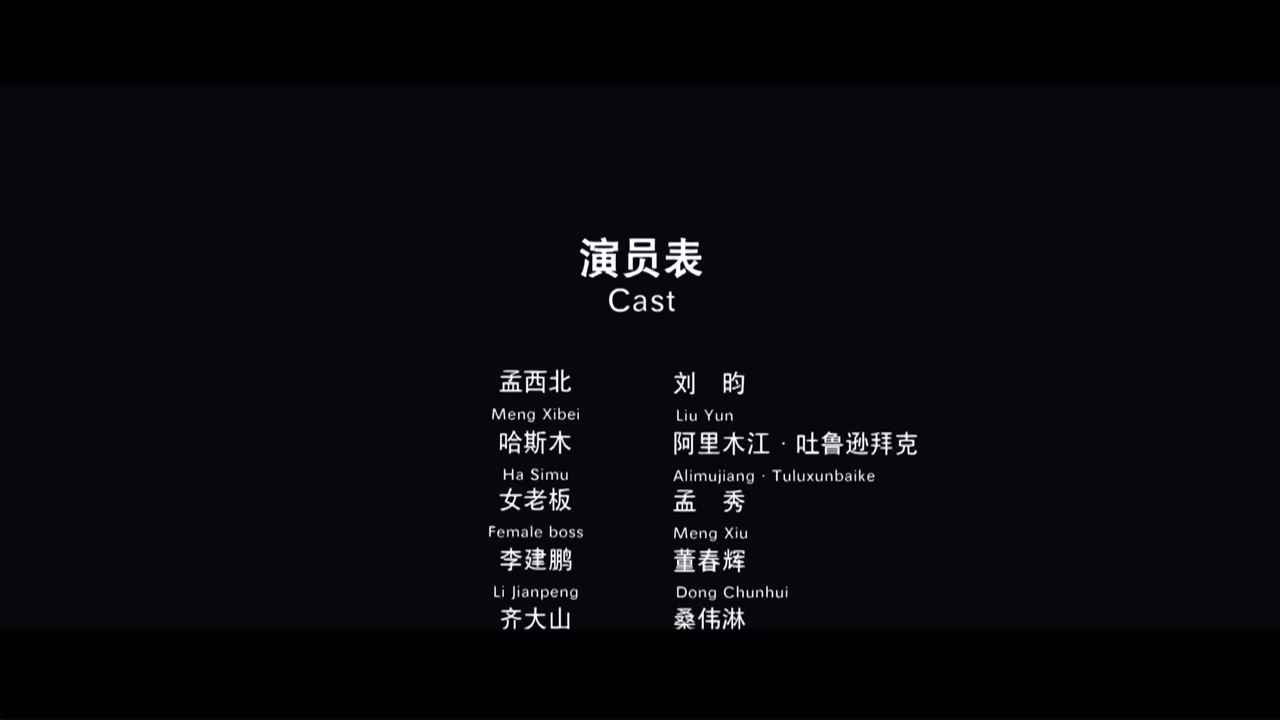 演员表
Cast
孟西北 刘 昀
Meng Xibei Liu Yun
哈斯木 阿里木江·吐鲁逊拜克
Ha Simu Alimujiang · Tuluxunbaike
女老板 孟 秀
Female boss Meng Xiu
李建鹏 董春辉
Li Jianpeng Dong Chunhui
齐大山 桑伟淋